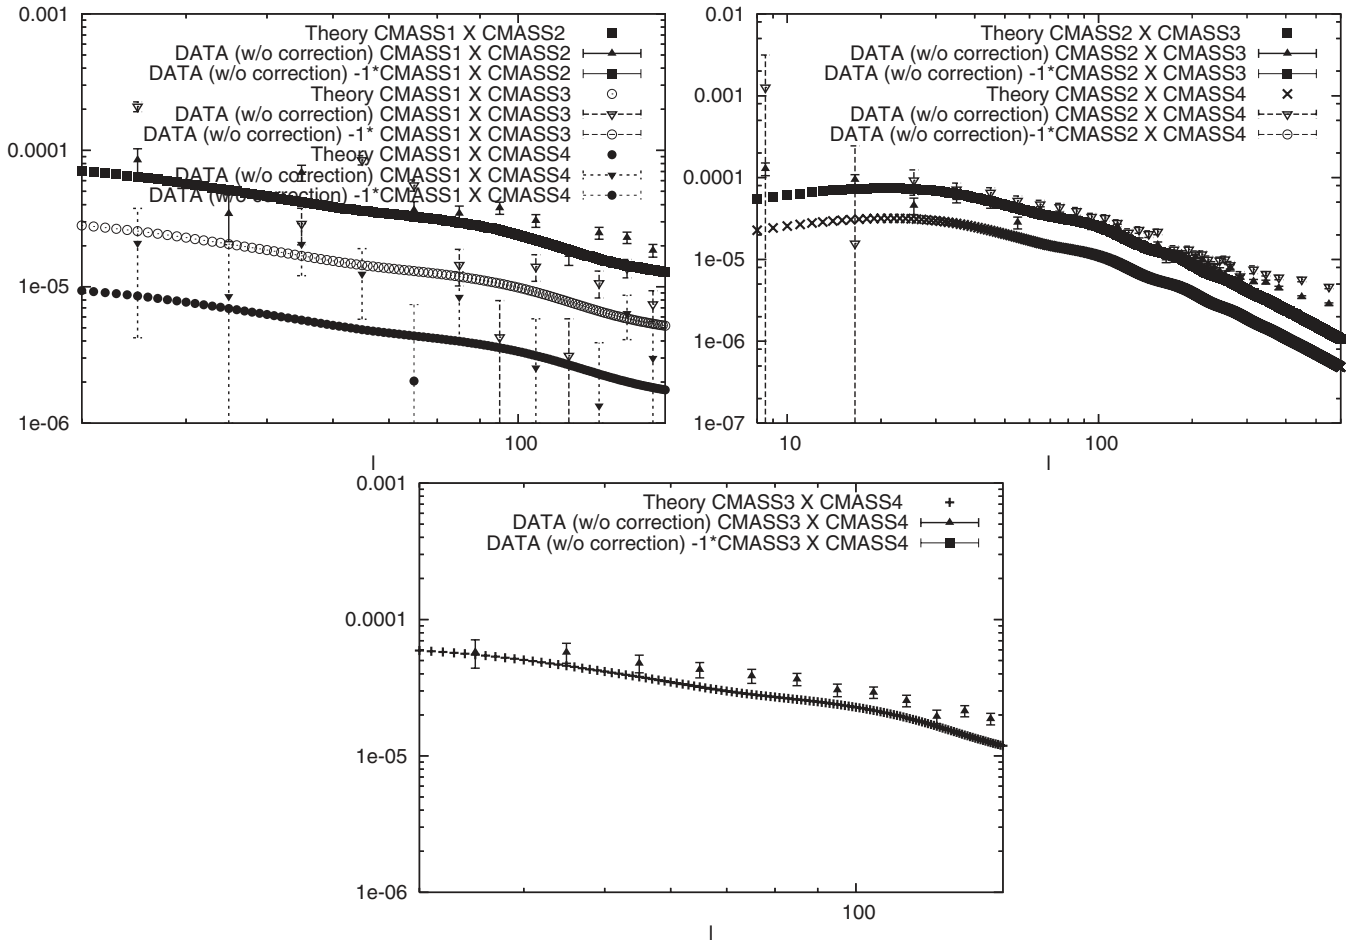 0.001
0.0001
1e-05
1e-06
Theory CMASS1 X CMASS2
DATA (w/o correction) CMASS1 X CMASS2
DATA (w/o correction) -1*CMASS1 X CMASS2
Theory CMASS1 X CMASS3
DATA (w/o correction) CMASS1 X CMASS3
DATA (w/o correction) -1* CMASS1 X CMASS3
Theory CMASS1 X CMASS4
DATA (w/o correction) CMASS1 X CMASS4
DATA (w/o correction) -1*CMASS1 X CMASS4
100
l
0.01
0.001
0.0001
1e-05
1e-06
1e-07
Theory CMASS2 X CMASS3
DATA (w/o correction) CMASS2 X CMASS3
DATA (w/o correction) -1*CMASS2 X CMASS3
Theory CMASS2 X CMASS4
DATA (w/o correction) CMASS2 X CMASS4
DATA (w/o correction)-1*CMASS2 X CMASS4
10 100
l
0.001
0.0001
1e-05
1e-06
Theory CMASS3 X CMASS4
DATA (w/o correction) CMASS3 X CMASS4
DATA (w/o correction) -1*CMASS3 X CMASS4
100
l